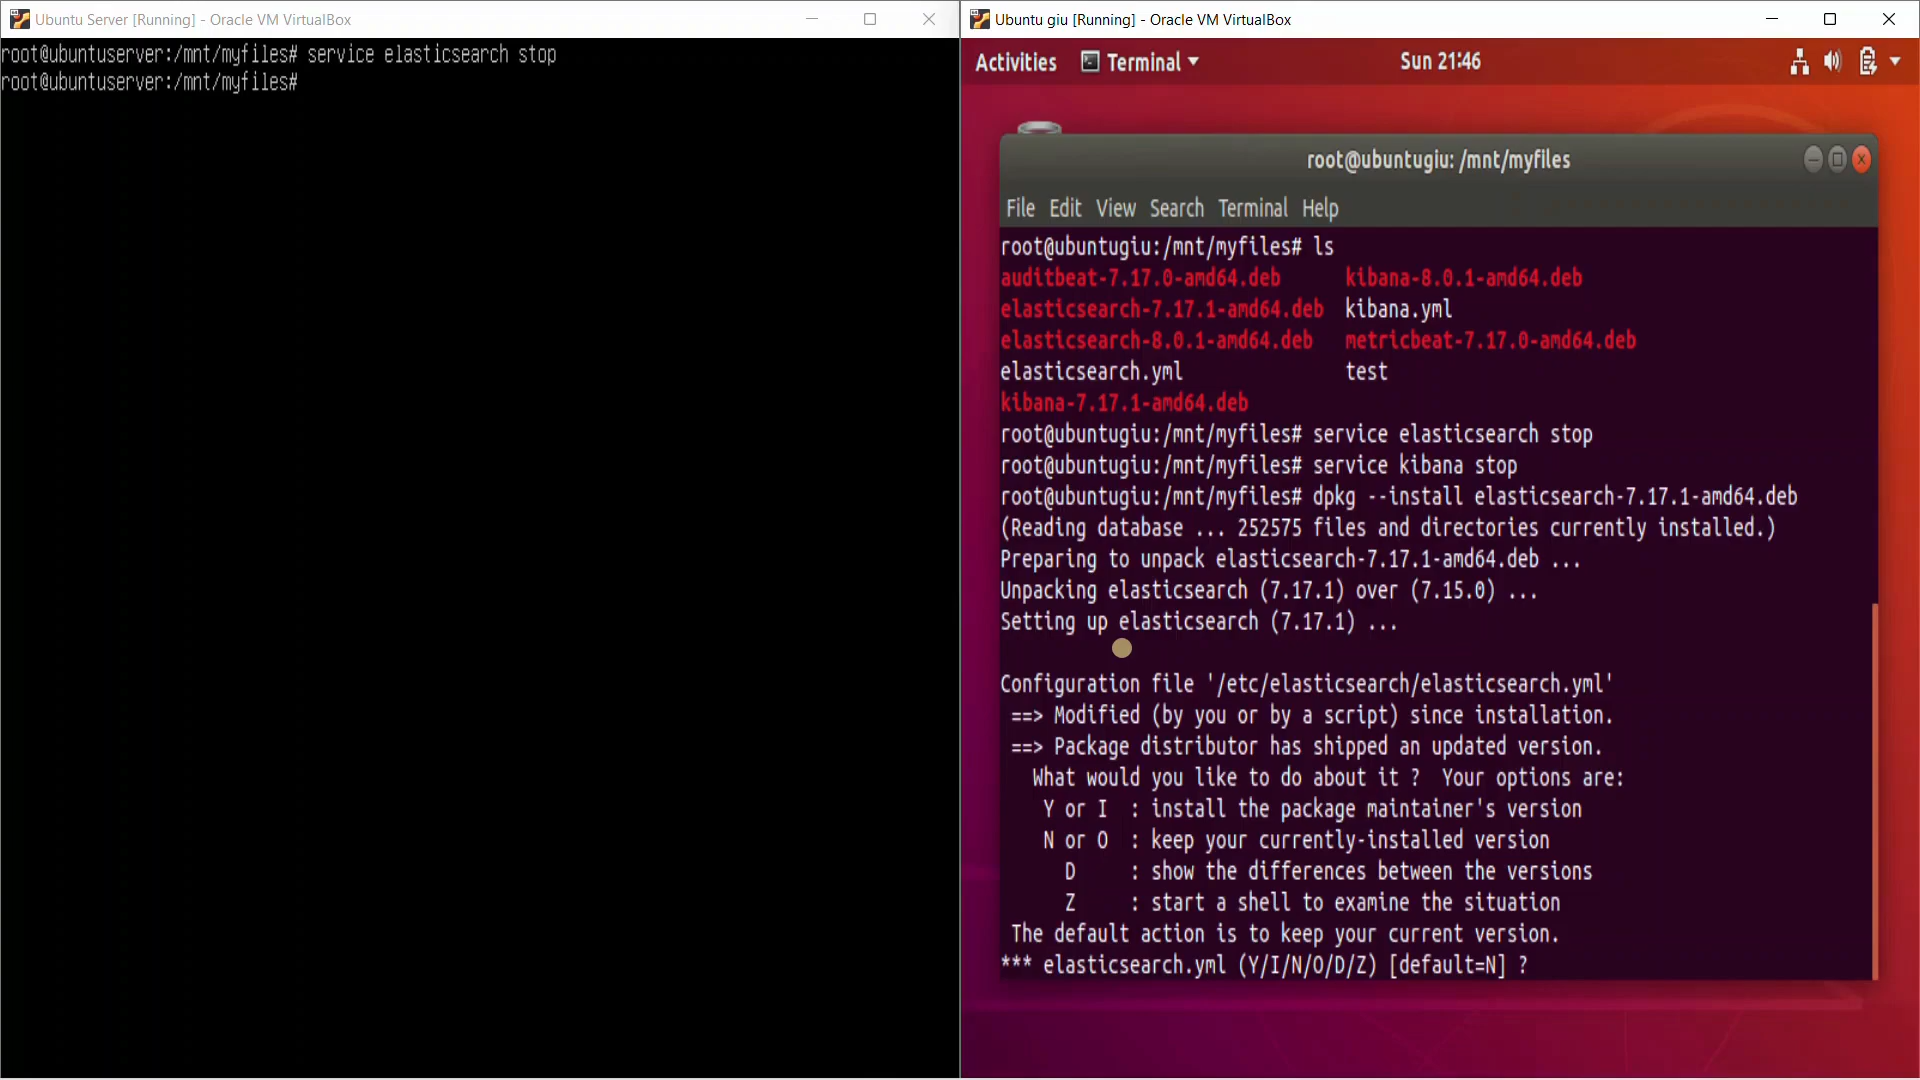 Ubuntu Server [Running] - Oracle VM VirtualBox
root@ubuntuserver:/mnt/myfiles# service elasticsearch stop
root@ubuntuserver:/mnt/myfiles#
Ubuntu giu [Running] - Oracle VM VirtualBox
Activities Terminal Sun 21:46
root@ubuntugiu: /mnt/myfiles
File Edit View Search Terminal Help
root@ubuntugiu:/mnt/myfiles# ls
auditbeat-7.17.0-amd64.deb kibana-8.0.1-amd64.deb
elasticsearch-7.17.1-amd64.deb kibana.yml
elasticsearch-8.0.1-amd64.deb metricbeat-7.17.0-amd64.deb
elasticsearch.yml test
kibana-7.17.1-amd64.deb
root@ubuntugiu:/mnt/myfiles# service elasticsearch stop
root@ubuntugiu:/mnt/myfiles# service kibana stop
root@ubuntugiu:/mnt/myfiles# dpkg --install elasticsearch-7.17.1-amd64.deb
(Reading database ... 252575 files and directories currently installed.)
Preparing to unpack elasticsearch-7.17.1-amd64.deb ...
Unpacking elasticsearch (7.17.1) over (7.15.0) ...
Setting up elasticsearch (7.17.1) ...
Configuration file '/etc/elasticsearch/elasticsearch.yml'
==> Modified (by you or by a script) since installation.
==> Package distributor has shipped an updated version.
What would you like to do about it ? Your options are:
Y or I : install the package maintainer's version
N or O : keep your currently-installed version
D : show the differences between the versions
Z : start a shell to examine the situation
The default action is to keep your current version.
*** elasticsearch.yml (Y/I/N/O/D/Z) [default=N] ?